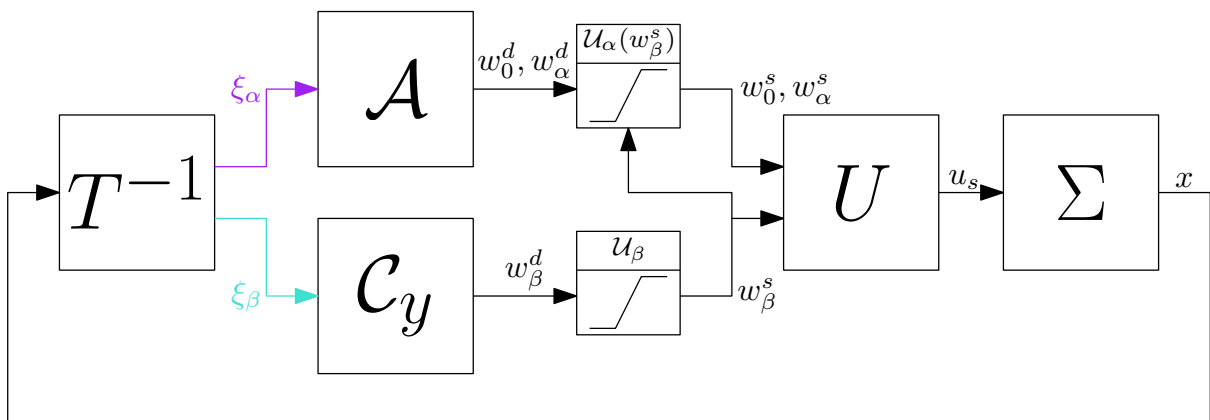 T⁻¹
ξ_α
ξ_β
𝒜
𝒞_y
w_0^d, w_α^d
w_β^d
𝒰_α(w_β^s)
𝒰_β
w_0^s, w_α^s
w_β^s
U
u_s
Σ
x